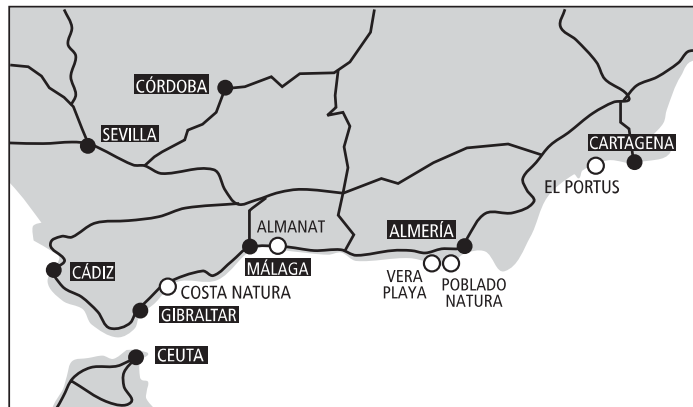 CÓRDOBA
SEVILLA
CARTAGENA
EL PORTUS
ALMANAT
ALMERÍA
CÁDIZ
MÁLAGA
VERA
PLAYA
POBLADO
NATURA
COSTA NATURA
GIBRALTAR
CEUTA